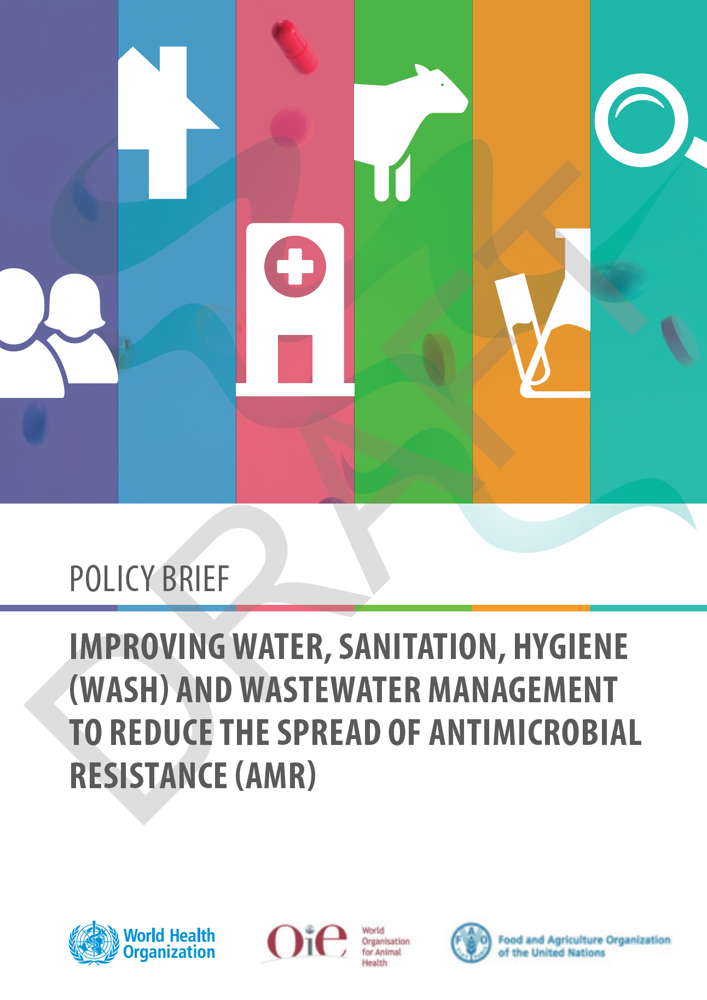 DRAFT
POLICY BRIEF
IMPROVING WATER, SANITATION, HYGIENE
(WASH) AND WASTEWATER MANAGEMENT
TO REDUCE THE SPREAD OF ANTIMICROBIAL
RESISTANCE (AMR)
World Health
Organization
OiE
World
Organisation
for Animal
Health
FAO
Food and Agriculture Organization
of the United Nations